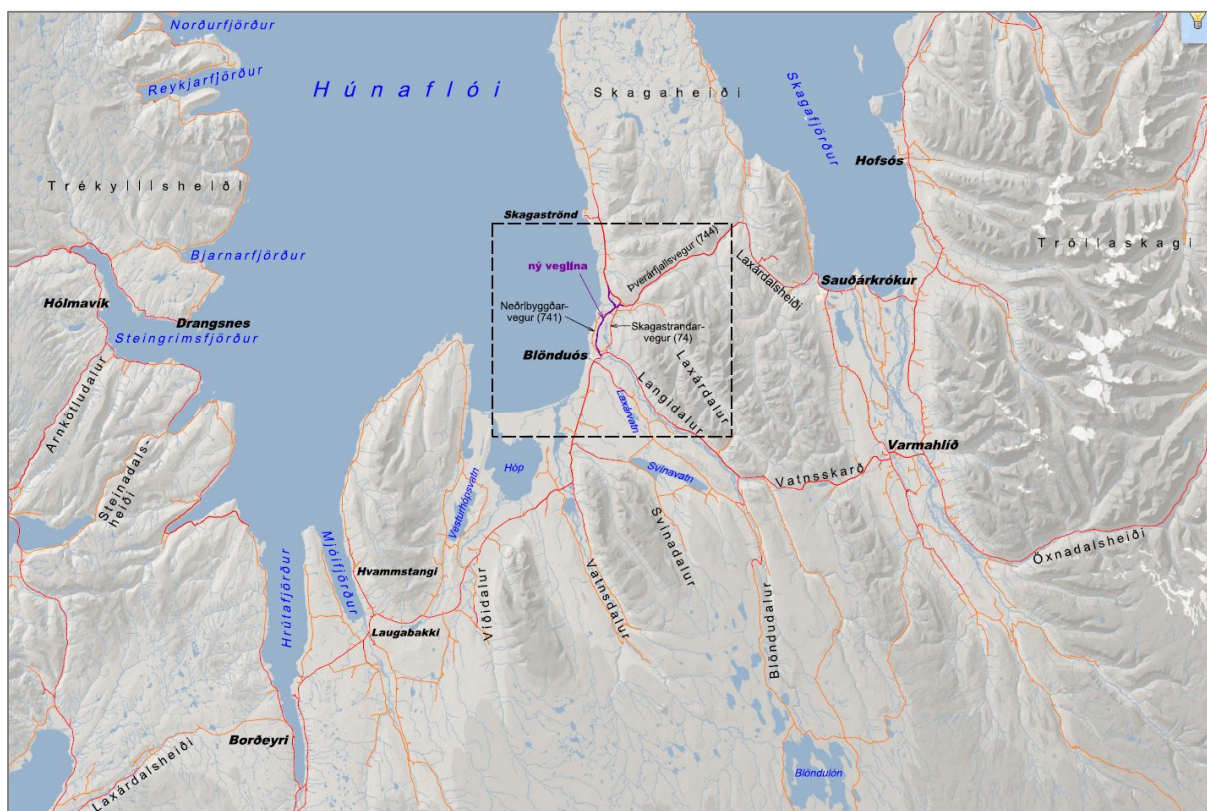 Norðurfjörður
Reykjarfjörður
Húnaflói
Skagaheiði
Skagafjörður
Hofsós
Trékyllisheiði
Skagaströnd
Tröllaskagi
Bjarnarfjörður
Þverárfjallsvegur (744)
ný veglína
Laxárdalsheiði
Sauðárkrókur
Hólmavík
Drangsnes
Neðribyggðar-
vegur (741)
Skagastrandar-
vegur (74)
Steingrímsfjörður
Blönduós
Laxárdalur
Langidalur
Laxárvatn
Arnkötludalur
Steinadals-
heiði
Varmahlíð
Vatnsskarð
Hóp
Svínavatn
Vesturhópsvatn
Svínadalur
Öxnadalsheiði
Mjóifjörður
Hvammstangi
Hrútafjörður
Laugabakki
Víðidalur
Vatnsdalur
Blöndudalur
Borðeyri
Laxárdalsheiði
Blöndulón